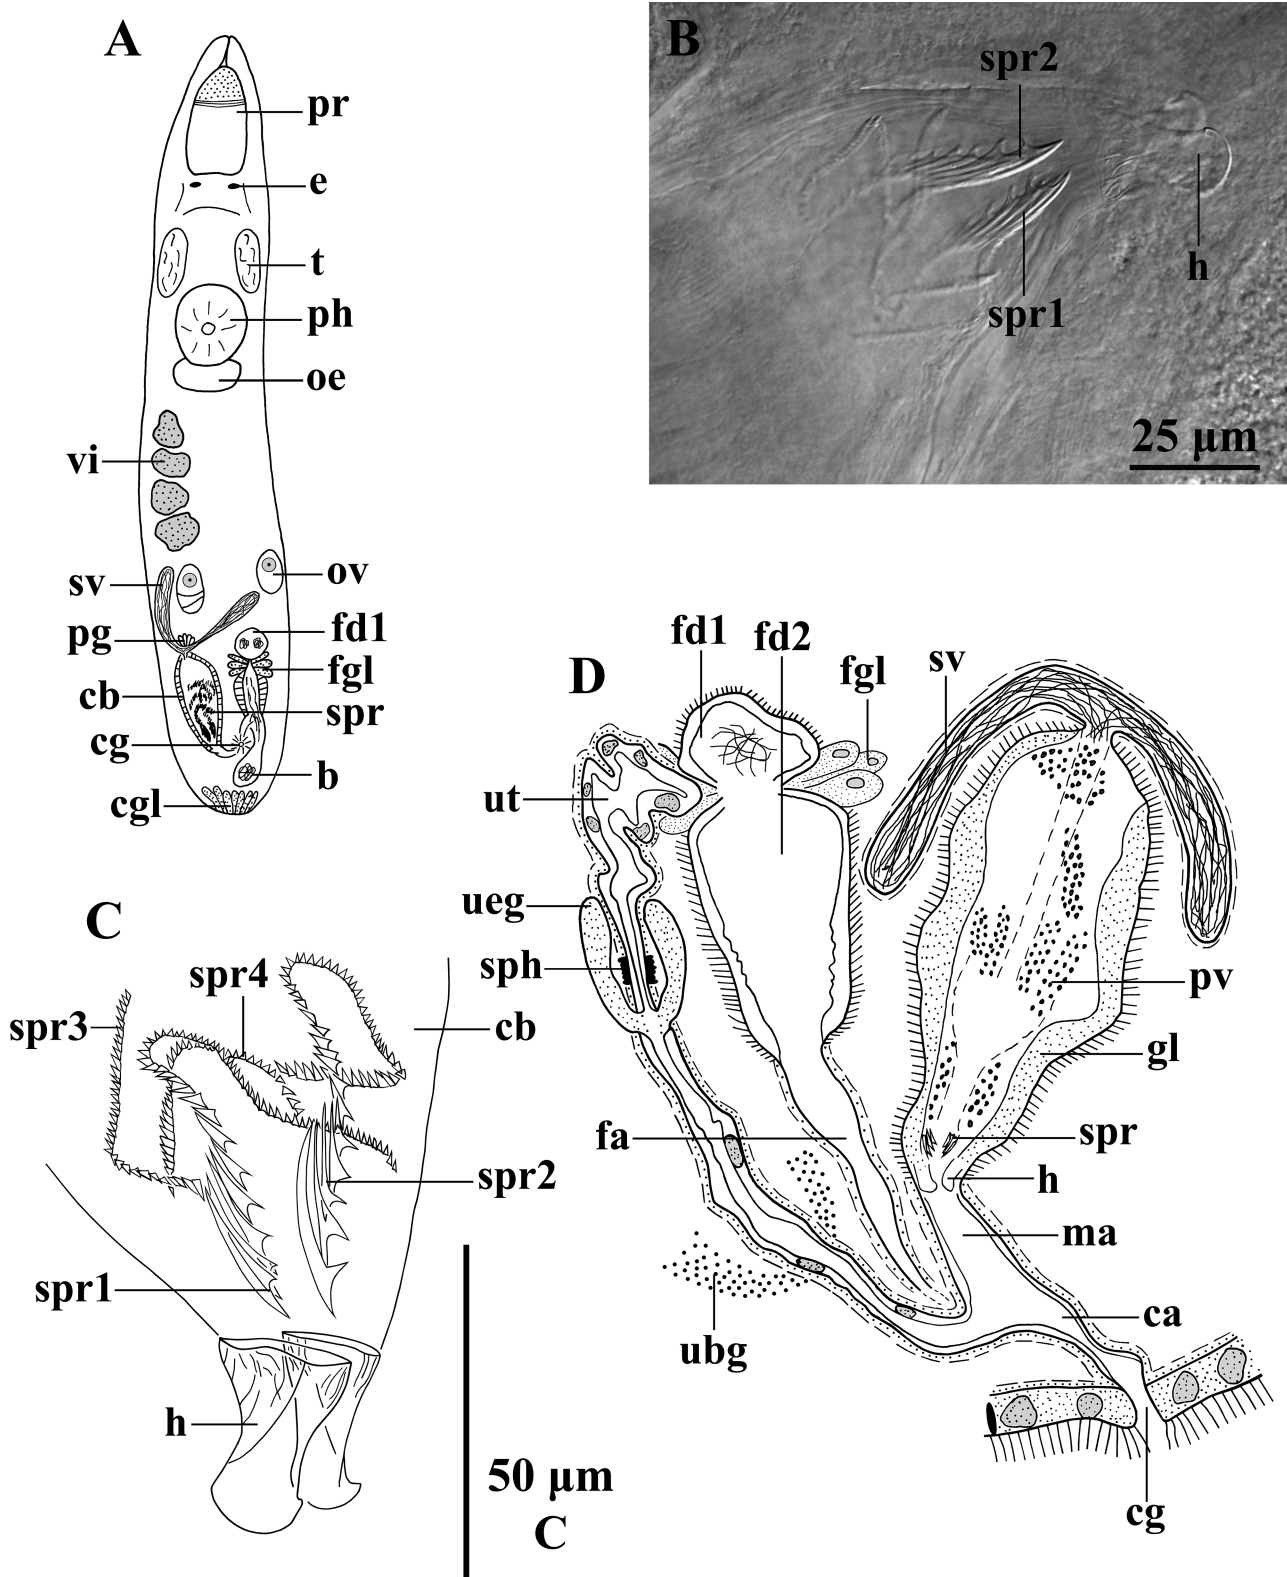 A
pr
e
t
ph
oe
vi
sv
ov
pg
fd1
fgl
cb
spr
cg
b
cgl
B
spr2
spr1
h
25 µm
C
spr4
spr3
cb
spr2
spr1
h
50 µm
C
D
fd1
fd2
fgl
sv
ut
ueg
sph
pv
gl
fa
spr
h
ma
ubg
ca
cg